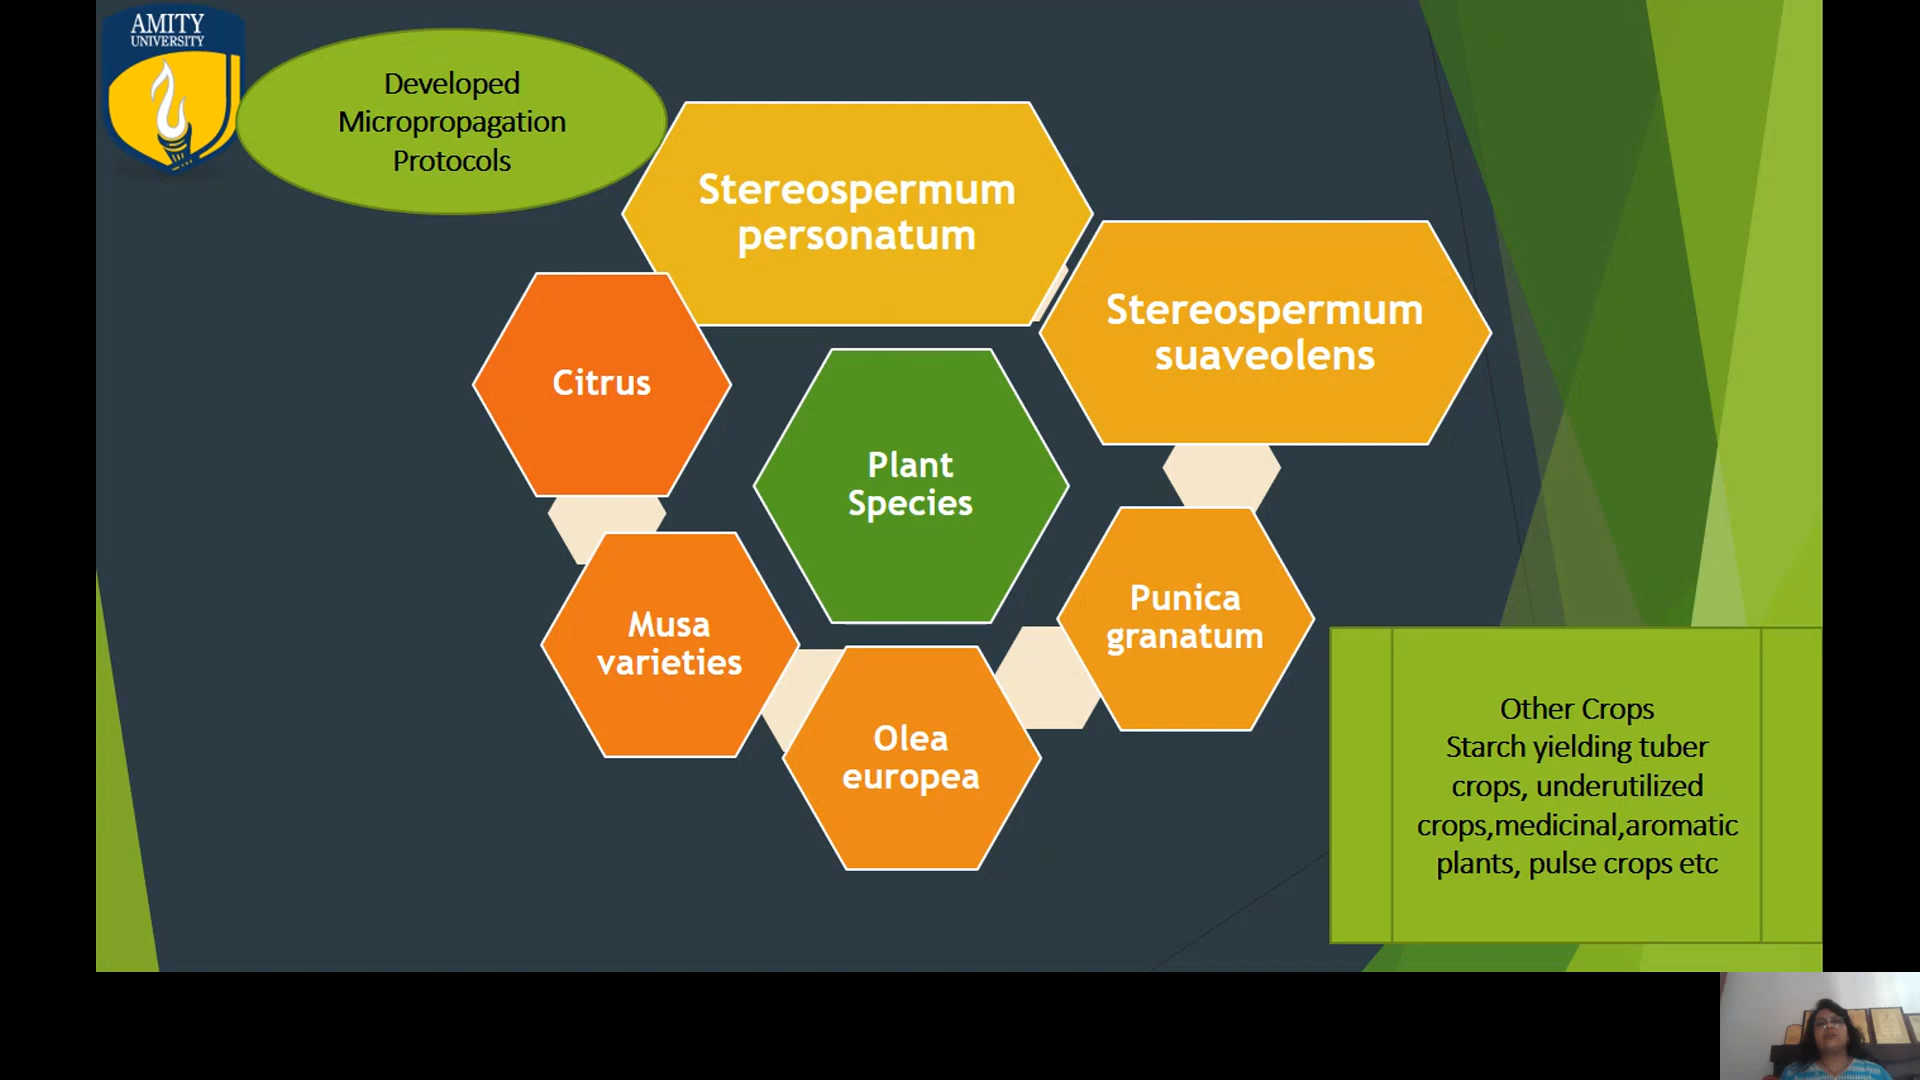 AMITY
UNIVERSITY
Developed
Micropropagation
Protocols
Stereospermum
personatum
Stereospermum
suaveolens
Citrus
Plant
Species
Punica
granatum
Musa
varieties
Olea
europea
Other Crops
Starch yielding tuber
crops, underutilized
crops,medicinal,aromatic
plants, pulse crops etc